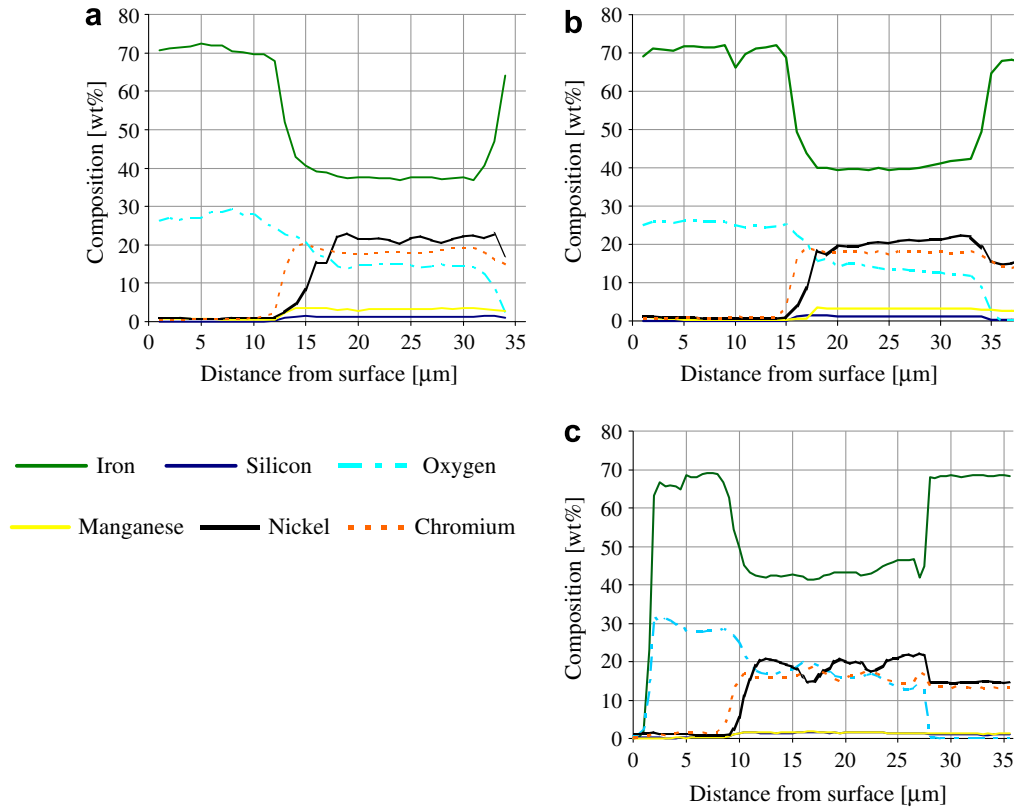 a
80
70
60
50
40
30
20
10
0
Composition [wt%]
0 5 10 15 20 25 30 35
Distance from surface [μm]
b
80
70
60
50
40
30
20
10
0
Composition [wt%]
0 5 10 15 20 25 30 35
Distance from surface [μm]
Iron Silicon Oxygen
Manganese Nickel Chromium
c
80
70
60
50
40
30
20
10
0
Composition [wt%]
0 5 10 15 20 25 30 35
Distance from surface [μm]